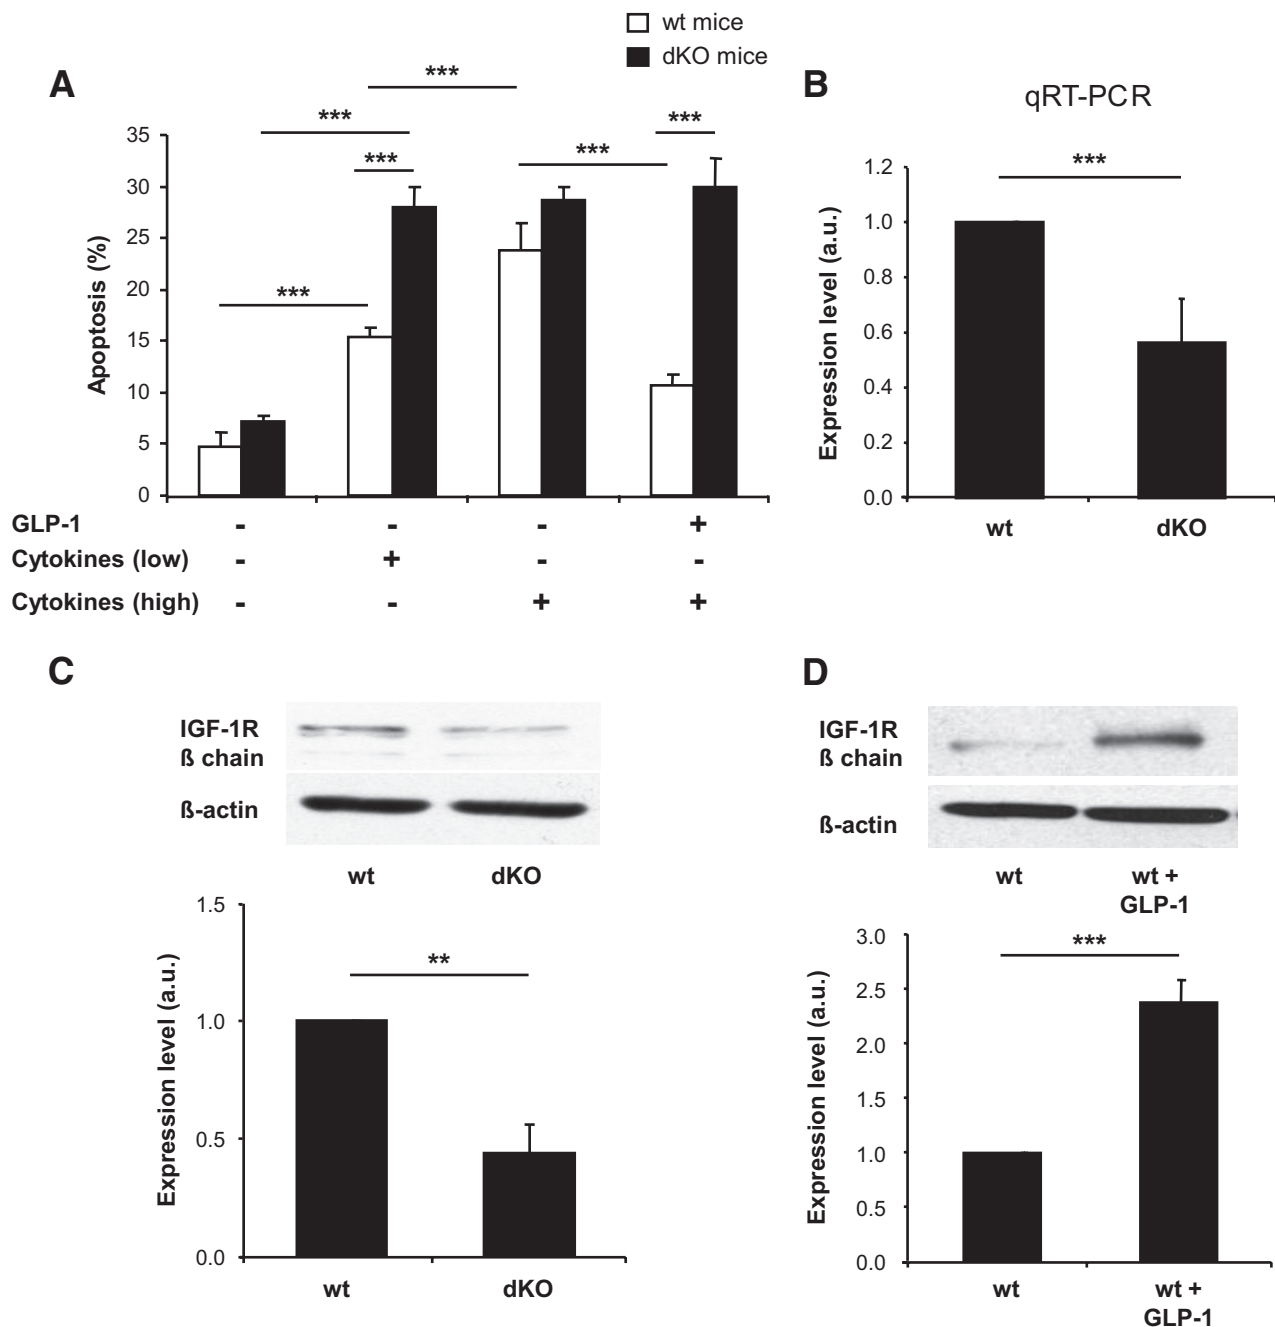 wt mice
dKO mice
A
***
***
***
***
***
***
35
30
25
20
15
10
5
0
Apoptosis (%)
GLP-1 - - - +
Cytokines (low) - + - -
Cytokines (high) - - + +
B
qRT-PCR
***
1.2
1.0
0.8
0.6
0.4
0.2
0.0
Expression level (a.u.)
wt dKO
C
IGF-1R
ß chain
ß-actin
wt dKO
1.5
1.0
0.5
0.0
Expression level (a.u.)
**
wt dKO
D
IGF-1R
ß chain
ß-actin
wt wt +
GLP-1
3.0
2.5
2.0
1.5
1.0
0.5
0.0
Expression level (a.u.)
***
wt wt +
GLP-1